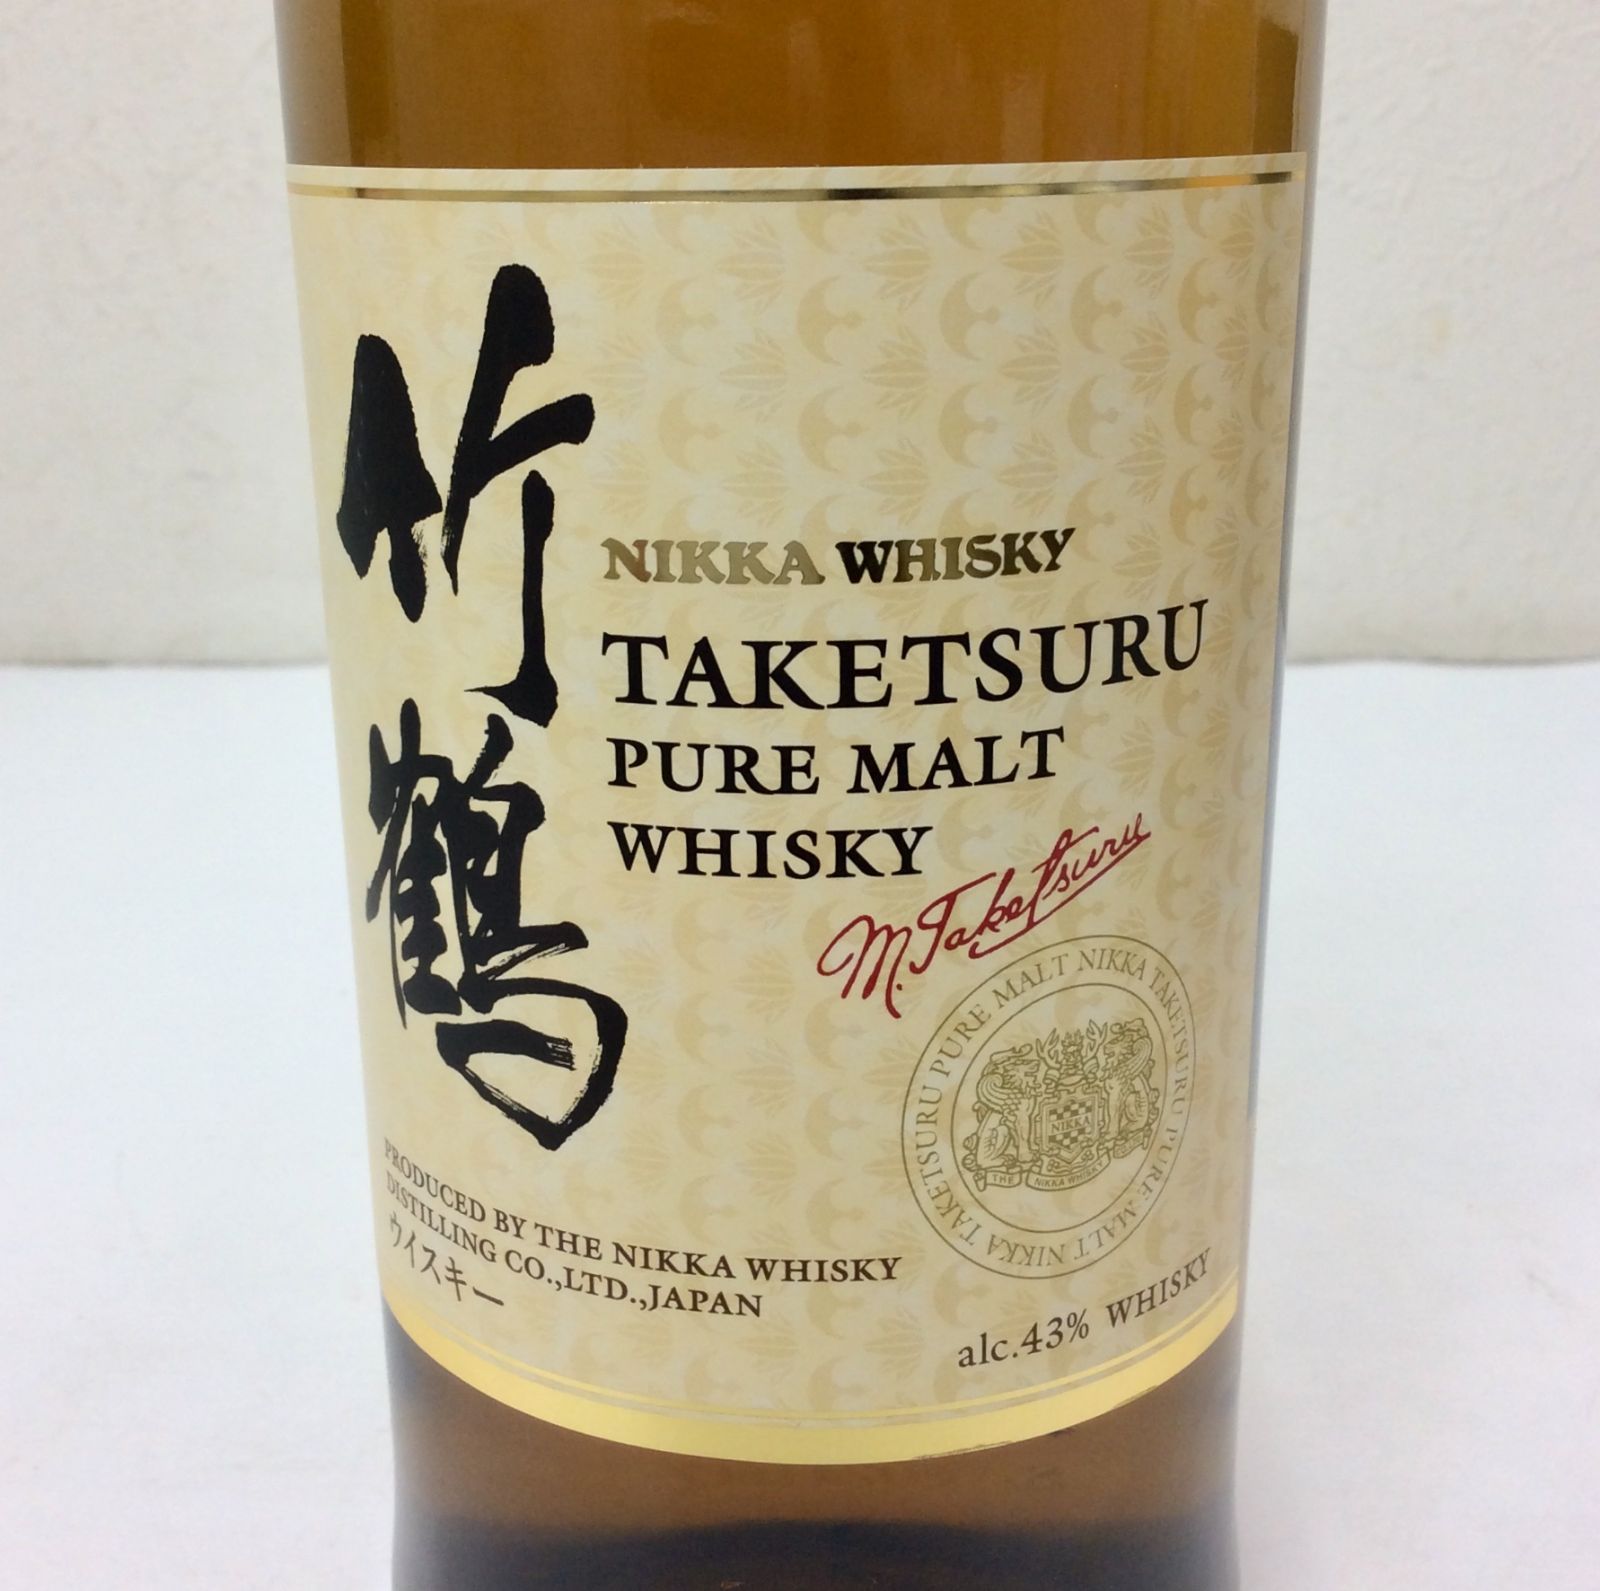 竹鶴
NIKKA WHISKY
TAKETSURU
PURE MALT
WHISKY
M. Taketsuru
TAKETSURU PURE MALT NIKKA TAKETSURU PURE MALT NIKKA
NIKKA
THE NIKKA WHISKY
PRODUCED BY THE NIKKA WHISKY
DISTILLING CO.,LTD.,JAPAN
ウイスキー
alc.43% WHISKY